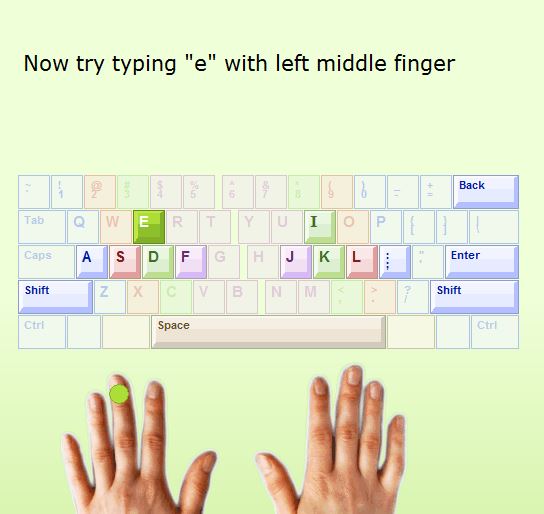 Now try typing "e" with left middle finger
~ ` ! 1 @ 2 # 3 $ 4 % 5 ^ 6 & 7 * 8 ( 9 ) 0 _ - + = Back
Tab Q W E R T Y U I O P { [ } ] | \
Caps A S D F G H J K L : ; " ' Enter
Shift Z X C V B N M < , > . ? / Shift
Ctrl Space Ctrl